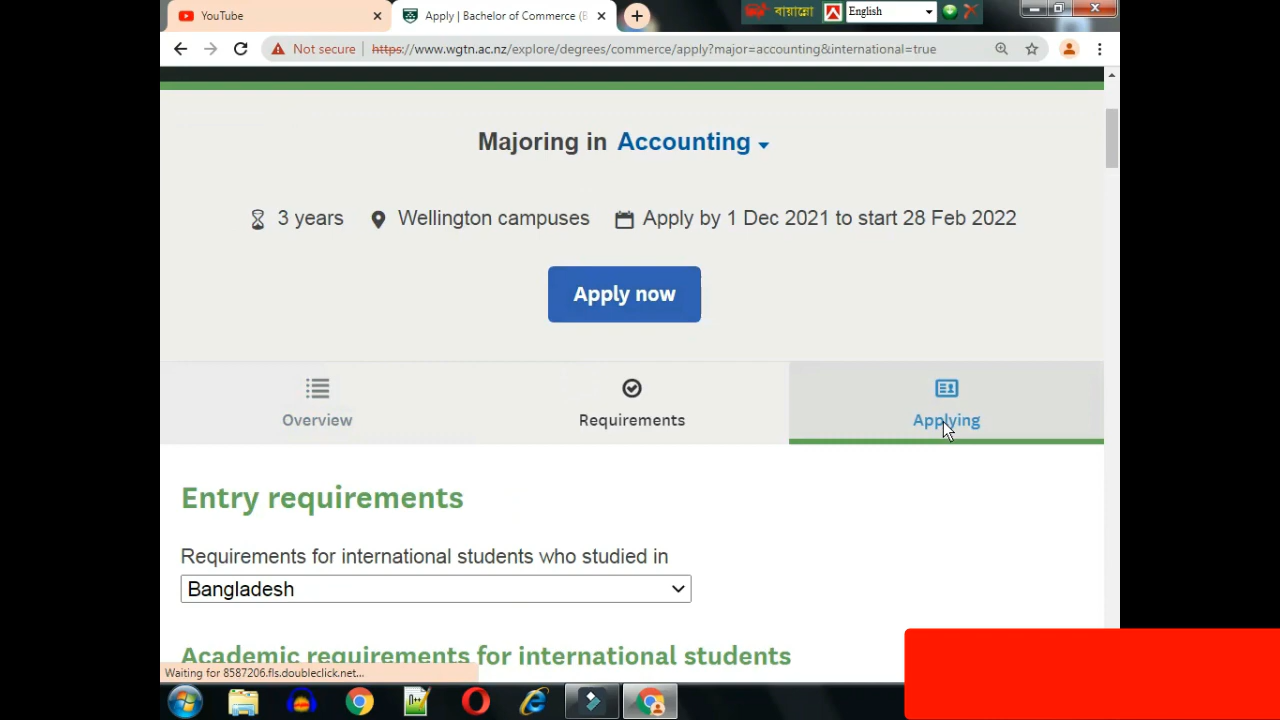 YouTube
Apply | Bachelor of Commerce (B
বায়ান্নো
English
Not secure
https://www.wgtn.ac.nz/explore/degrees/commerce/apply?major=accounting&international=true
Majoring in Accounting
3 years
Wellington campuses
Apply by 1 Dec 2021 to start 28 Feb 2022
Apply now
Overview
Requirements
Applying
Entry requirements
Requirements for international students who studied in
Bangladesh
Academic requirements for international students
Waiting for 8587206.fls.doubleclick.net...